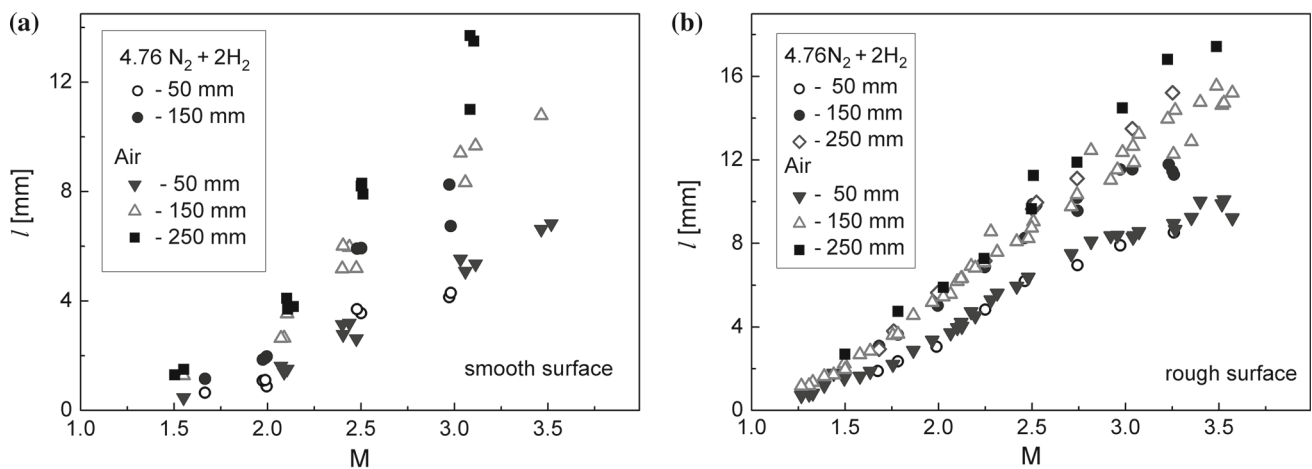 (a)
4.76 N₂ + 2H₂
- 50 mm
- 150 mm
Air
- 50 mm
- 150 mm
- 250 mm
smooth surface
l [mm]
0
4
8
12
1.0
1.5
2.0
2.5
3.0
3.5
M
(b)
4.76N₂ + 2H₂
- 50 mm
- 150 mm
- 250 mm
Air
- 50 mm
- 150 mm
- 250 mm
rough surface
l [mm]
0
4
8
12
16
1.0
1.5
2.0
2.5
3.0
3.5
M